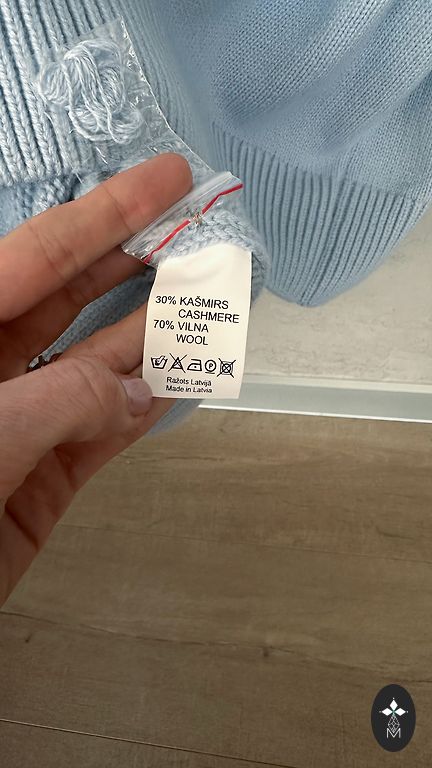 30% KAŠMIRS
CASHMERE
70% VILNA
WOOL
Ražots Latvijā
Made in Latvia